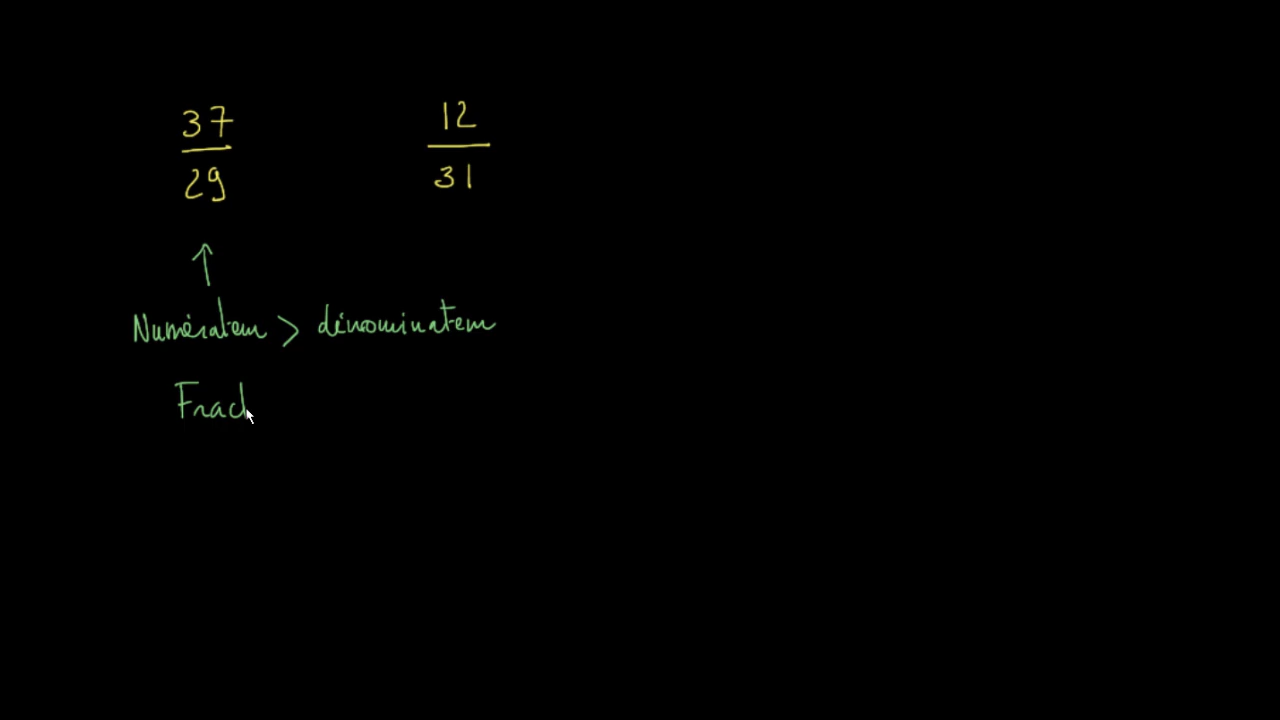 37 12
29 31
↑
Numérateur > dénominateur
Frac